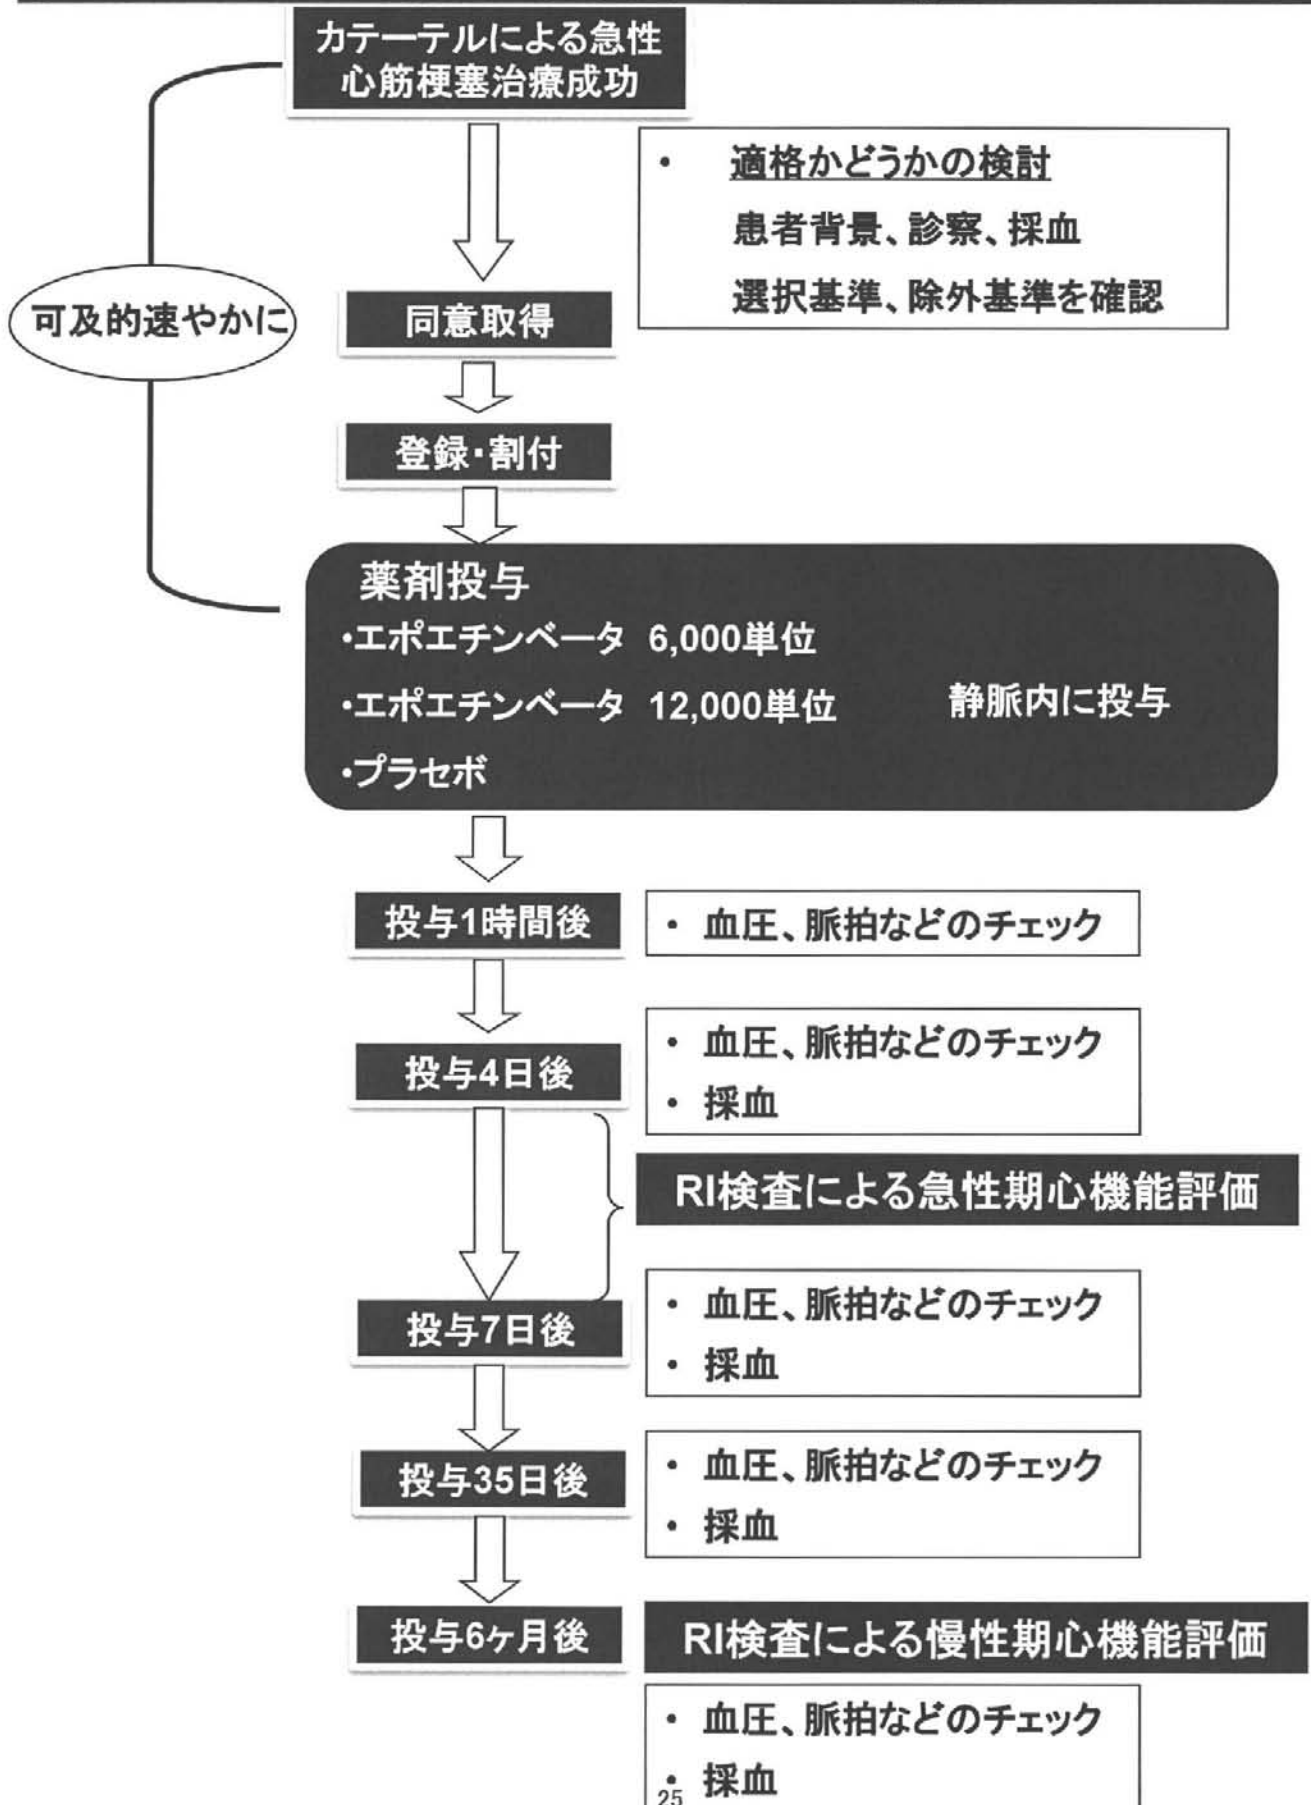 カテーテルによる急性
心筋梗塞治療成功
・ 適格かどうかの検討
患者背景、診察、採血
選択基準、除外基準を確認
可及的速やかに
同意取得
登録・割付
薬剤投与
・エポエチンベータ 6,000単位
・エポエチンベータ 12,000単位 静脈内に投与
・プラセボ
投与1時間後
・ 血圧、脈拍などのチェック
投与4日後
・ 血圧、脈拍などのチェック
・ 採血
RI検査による急性期心機能評価
投与7日後
・ 血圧、脈拍などのチェック
・ 採血
投与35日後
・ 血圧、脈拍などのチェック
・ 採血
投与6ヶ月後
RI検査による慢性期心機能評価
・ 血圧、脈拍などのチェック
・ 採血
25